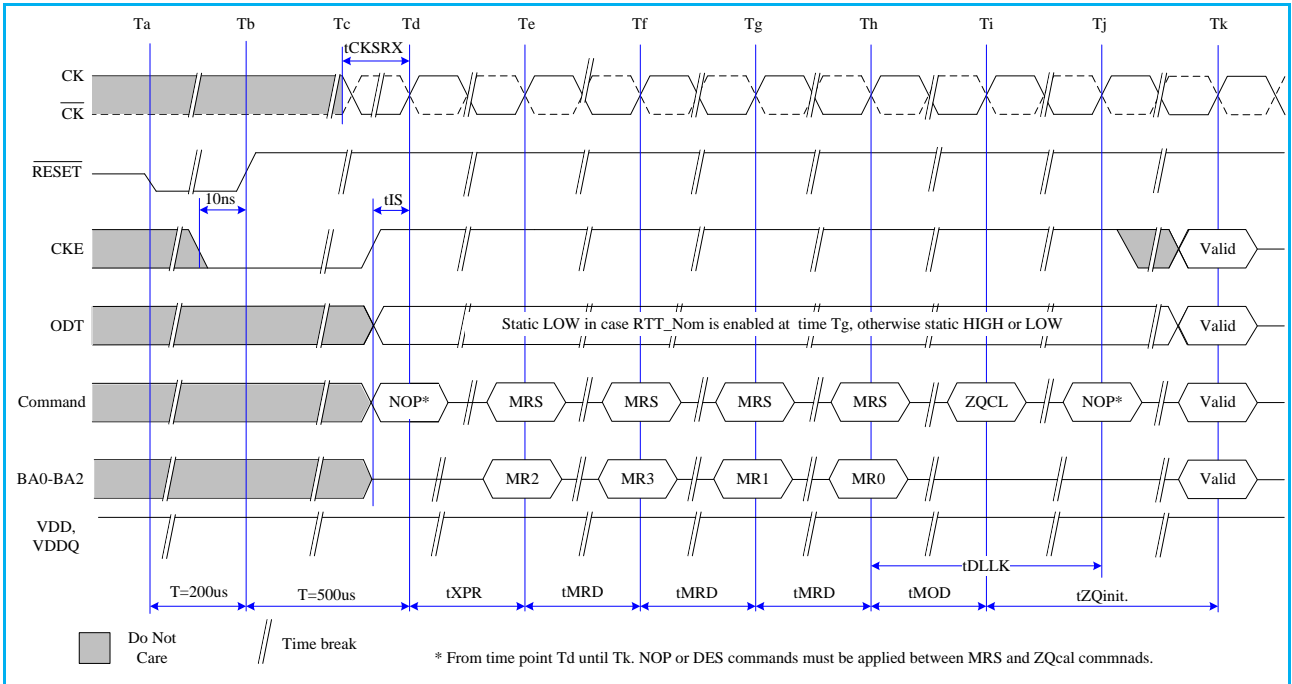 Ta Tb Tc Td Te Tf Tg Th Ti Tj Tk
tCKSRX
CK
CK
RESET
10ns
tIS
CKE
Valid
ODT
Static LOW in case RTT_Nom is enabled at time Tg, otherwise static HIGH or LOW
Valid
Command
NOP* MRS MRS MRS MRS ZQCL NOP* Valid
BA0-BA2
MR2 MR3 MR1 MR0 Valid
VDD,
VDDQ
tDLLK
T=200us T=500us tXPR tMRD tMRD tMRD tMOD tZQinit.
Do Not
Care
Time break
* From time point Td until Tk. NOP or DES commands must be applied between MRS and ZQcal commnads.